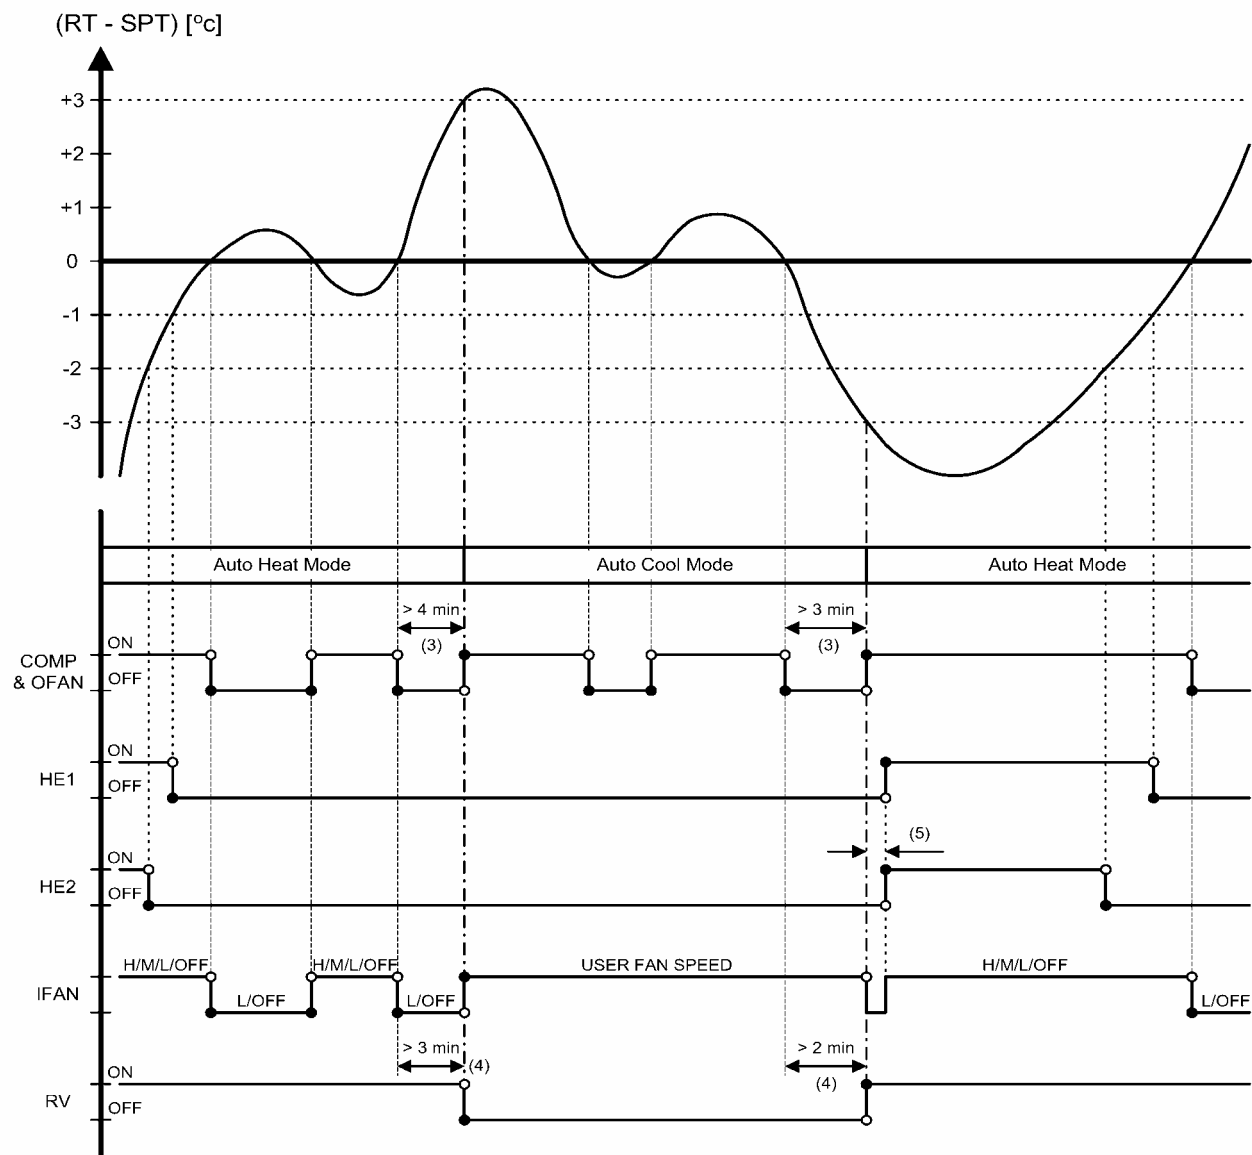 (RT - SPT) [°c]
+3
+2
+1
0
-1
-2
-3
Auto Heat Mode
Auto Cool Mode
Auto Heat Mode
> 4 min
(3)
> 3 min
(3)
COMP
& OFAN
ON
OFF
HE1
ON
OFF
(5)
HE2
ON
OFF
IFAN
H/M/L/OFF
L/OFF
H/M/L/OFF
L/OFF
USER FAN SPEED
H/M/L/OFF
L/OFF
> 3 min
(4)
> 2 min
(4)
RV
ON
OFF